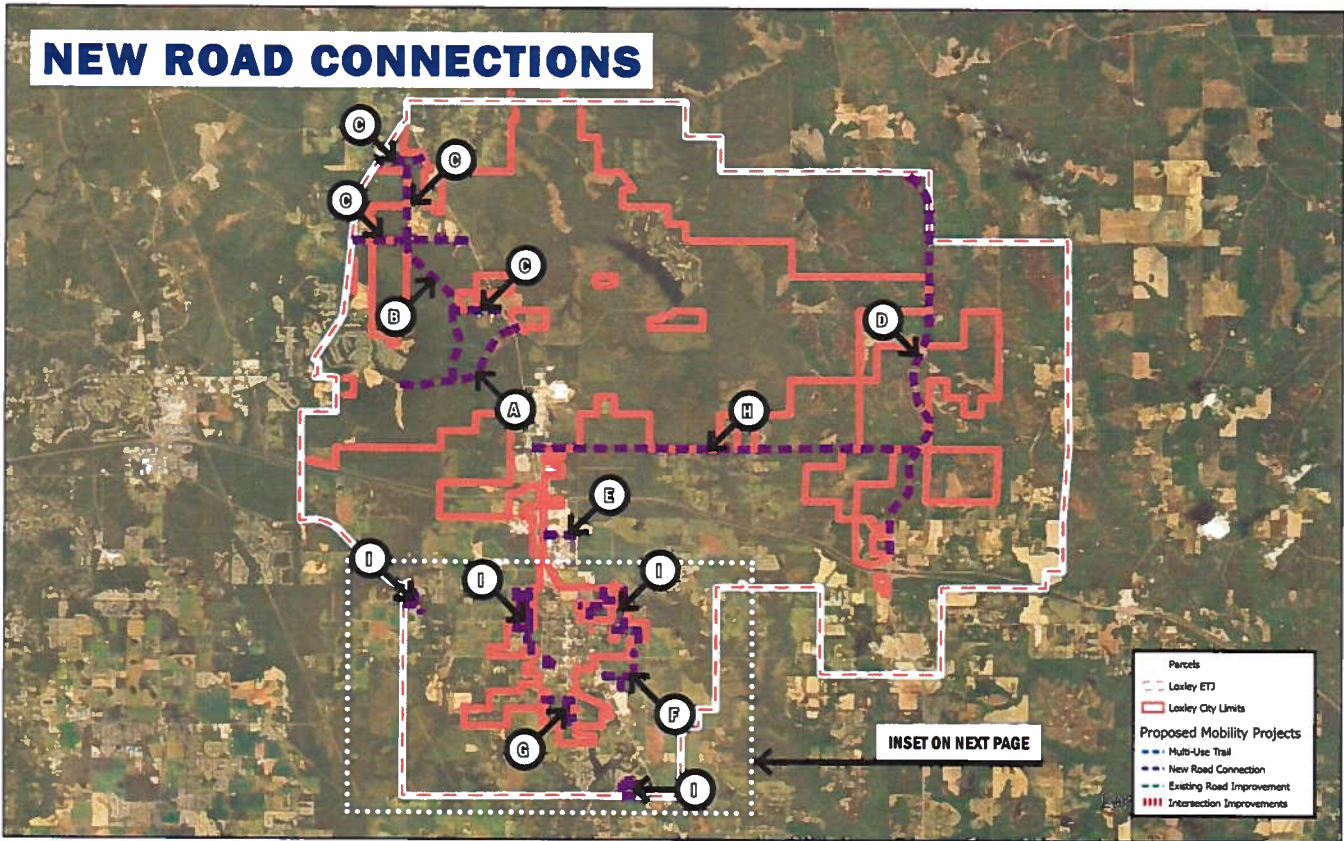 NEW ROAD CONNECTIONS
C
C
C
C
B
D
A
H
E
I
I
I
F
G
I
INSET ON NEXT PAGE
Parcels
Loxley ETJ
Loxley City Limits
Proposed Mobility Projects
Multi-Use Trail
New Road Connection
Existing Road Improvement
Intersection Improvements